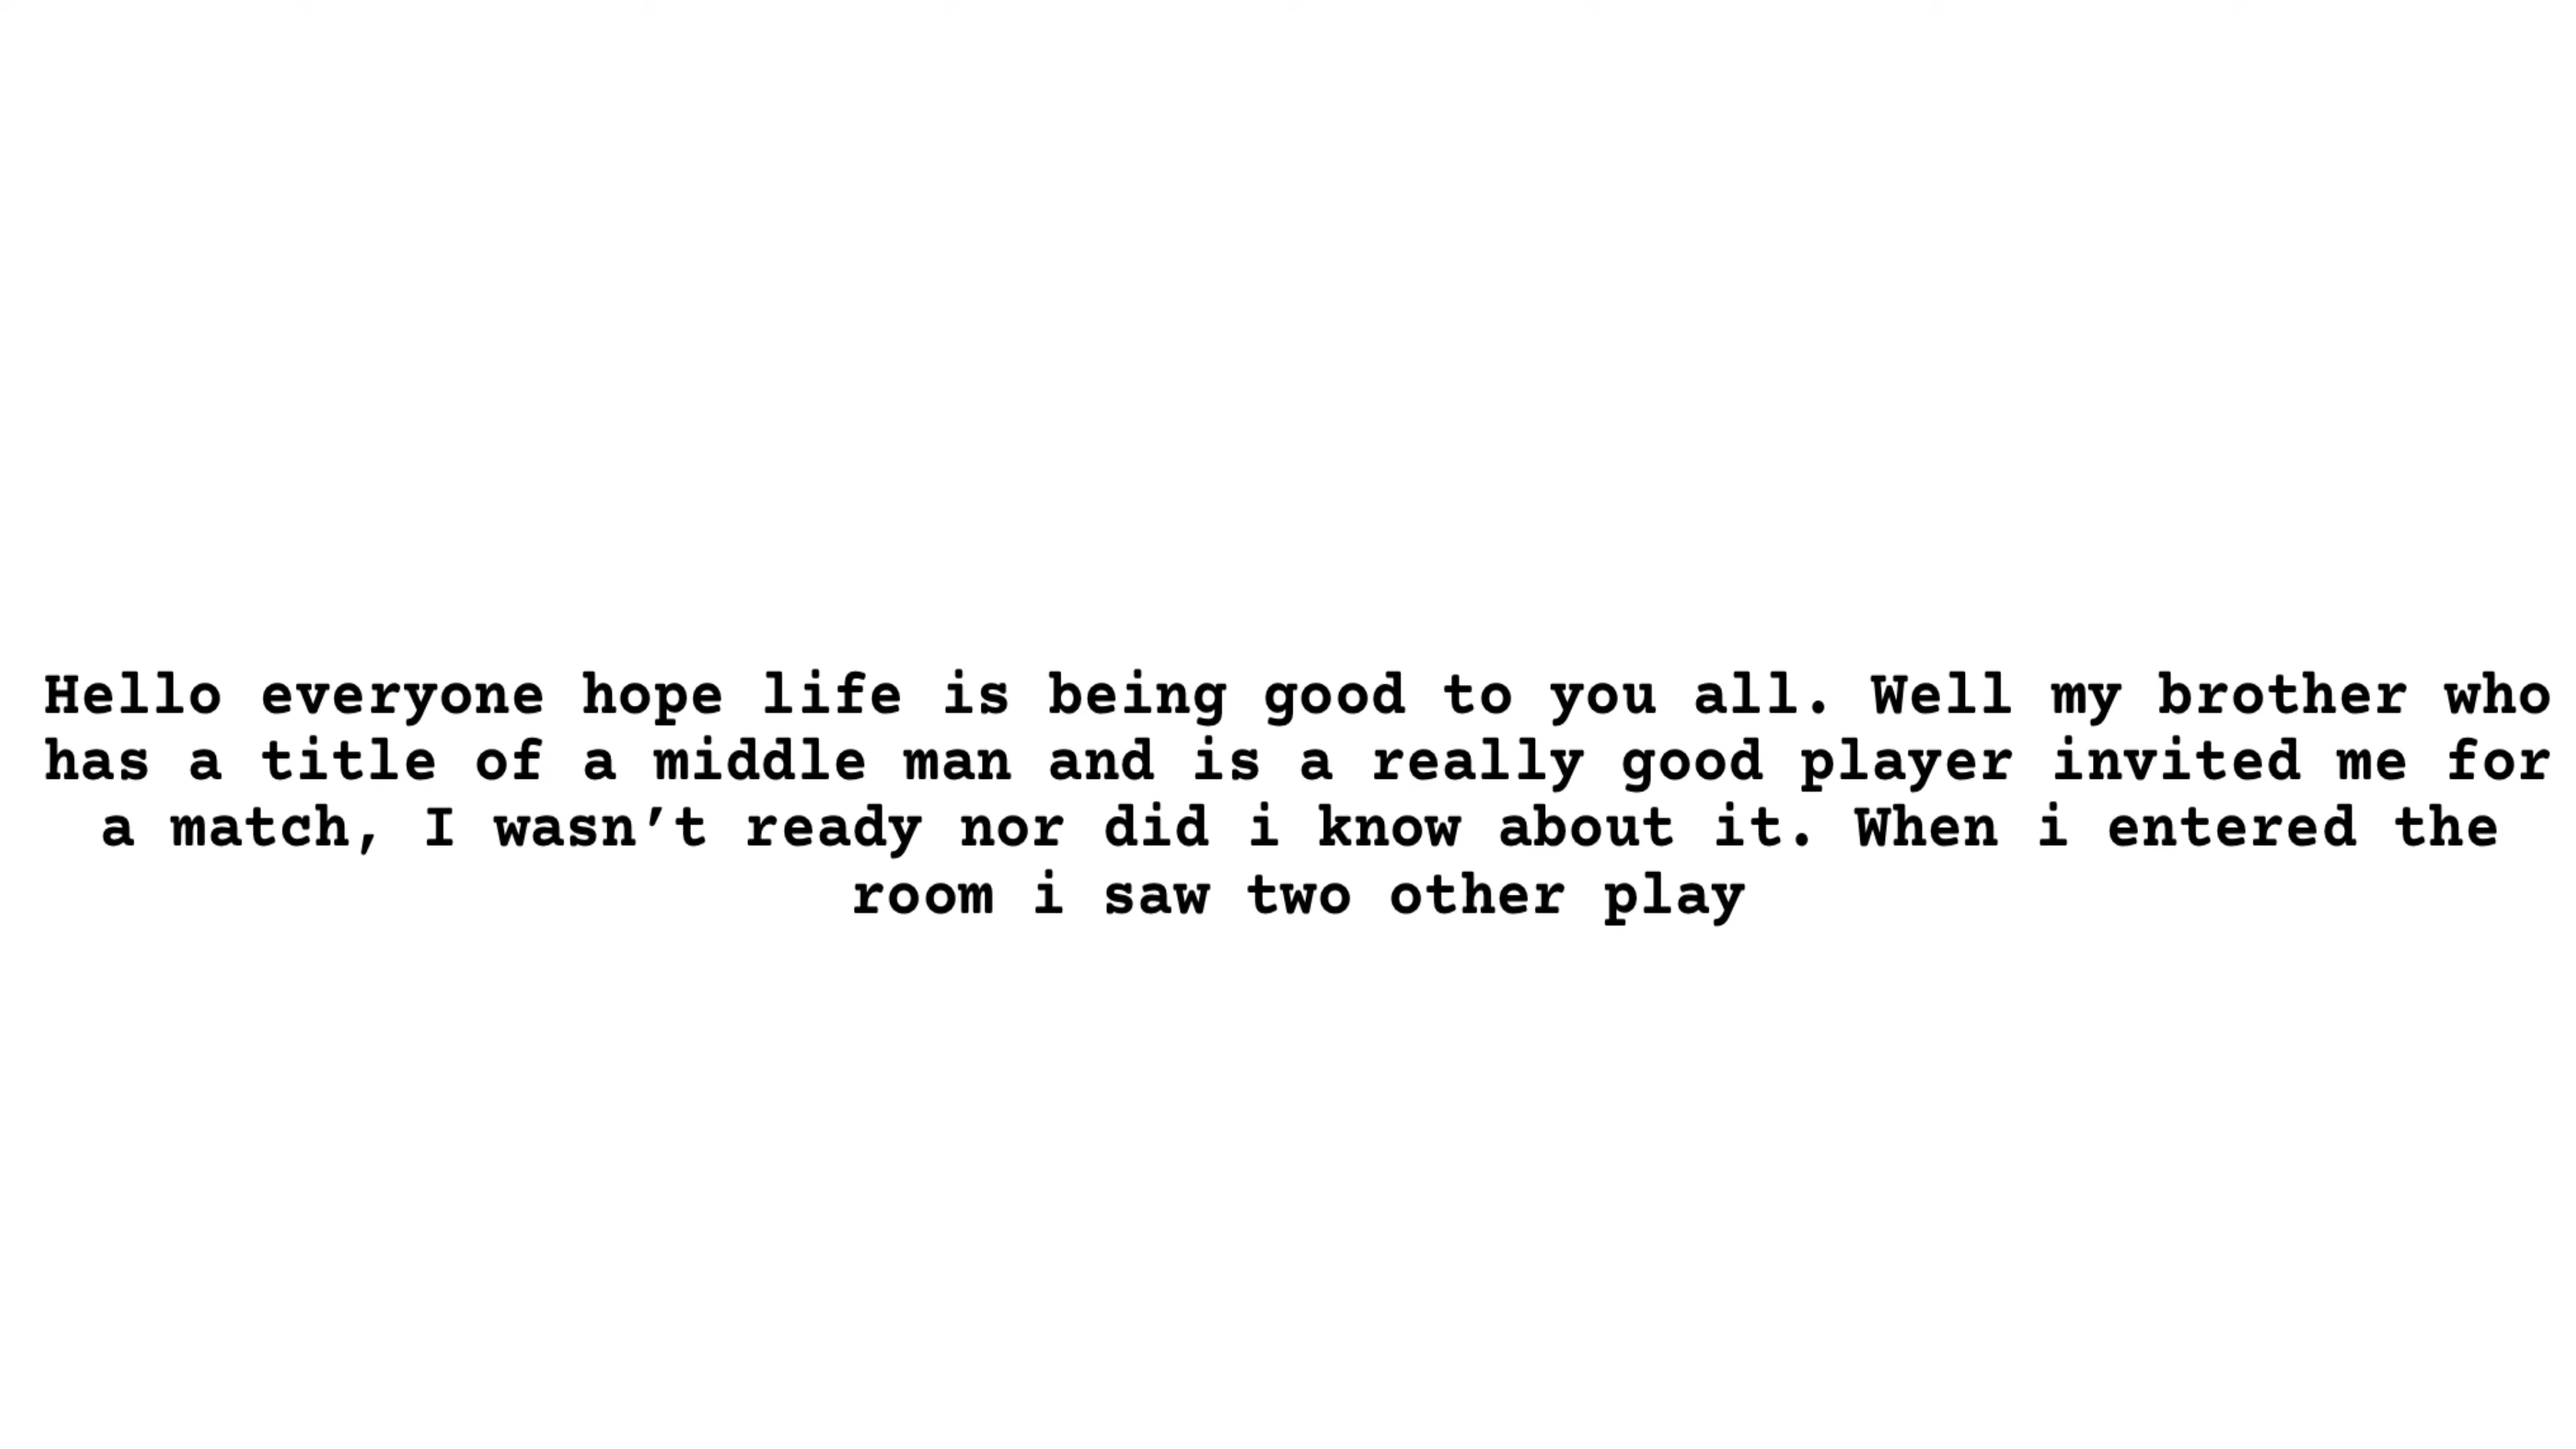 Hello everyone hope life is being good to you all. Well my brother who
has a title of a middle man and is a really good player invited me for
a match, I wasn’t ready nor did i know about it. When i entered the
room i saw two other play